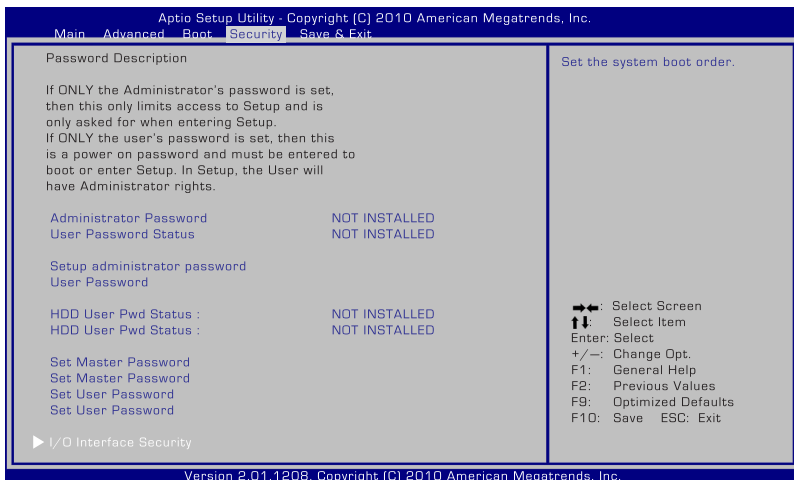 Aptio Setup Utility - Copyright (C) 2010 American Megatrends, Inc.
Main Advanced Boot Security Save & Exit
Password Description
If ONLY the Administrator's password is set,
then this only limits access to Setup and is
only asked for when entering Setup.
If ONLY the user's password is set, then this
is a power on password and must be entered to
boot or enter Setup. In Setup, the User will
have Administrator rights.
Administrator Password NOT INSTALLED
User Password Status NOT INSTALLED
Setup administrator password
User Password
HDD User Pwd Status : NOT INSTALLED
HDD User Pwd Status : NOT INSTALLED
Set Master Password
Set Master Password
Set User Password
Set User Password
▶ I/O Interface Security
Set the system boot order.
→←: Select Screen
↑↓: Select Item
Enter: Select
+/—: Change Opt.
F1: General Help
F2: Previous Values
F9: Optimized Defaults
F10: Save ESC: Exit
Version 2.01.1208. Copyright (C) 2010 American Megatrends, Inc.